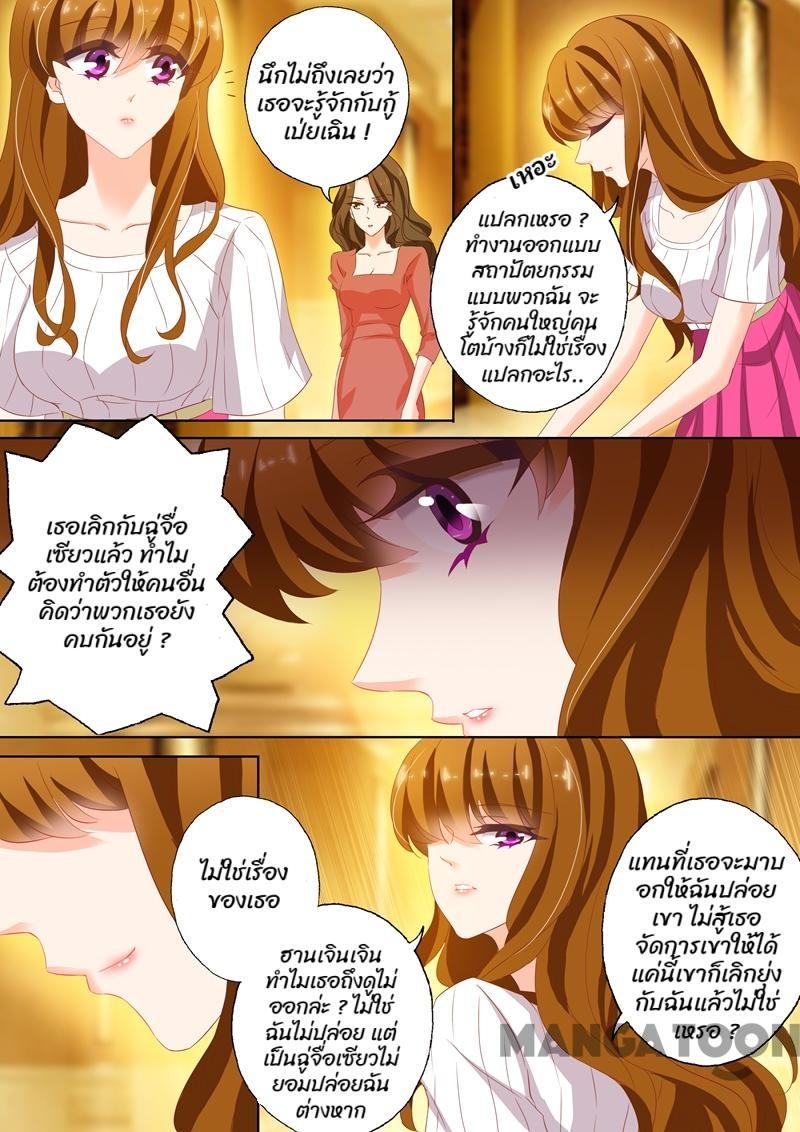 นึกไม่ถึงเลยว่า
เธอจะรู้จักกับกู้
เป่ยเฉิน !
เหอะ
แปลกเหรอ ?
ทำงานออกแบบ
สถาปัตยกรรม
แบบพวกฉัน จะ
รู้จักคนใหญ่คน
โตบ้างก็ไม่ใช่เรื่อง
แปลกอะไร..
เธอเลิกกับฉู่จื่อ
เซียวแล้ว ทำไม
ต้องทำตัวให้คนอื่น
คิดว่าพวกเธอยัง
คบกันอยู่ ?
ไม่ใช่เรื่อง
ของเธอ
ฮานเจินเจิน
ทำไมเธอถึงดูไม่
ออกล่ะ ? ไม่ใช่
ฉันไม่ปล่อย แต่
เป็นฉู่จื่อเซียวไม่
ยอมปล่อยฉัน
ต่างหาก
แทนที่เธอจะมาบ
อกให้ฉันปล่อย
เขา ไม่สู้เธอ
จัดการเขาให้ได้
แค่นี้เขาก็เลิกยุ่ง
กับฉันแล้วไม่ใช่
เหรอ ?
MANGATOON